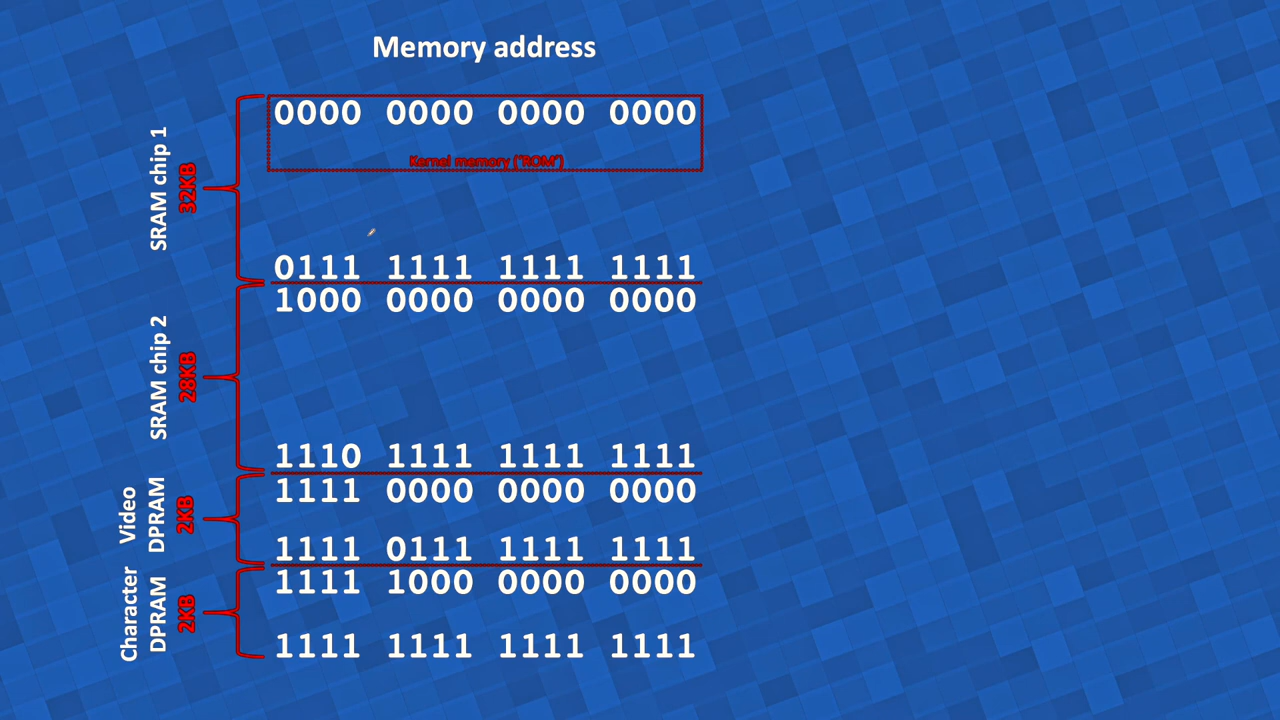 Memory address
SRAM chip 1
32KB
0000 0000 0000 0000
Kernel memory ("ROM")
0111 1111 1111 1111
SRAM chip 2
28KB
1000 0000 0000 0000
1110 1111 1111 1111
Video
DPRAM
2KB
1111 0000 0000 0000
1111 0111 1111 1111
Character
DPRAM
2KB
1111 1000 0000 0000
1111 1111 1111 1111